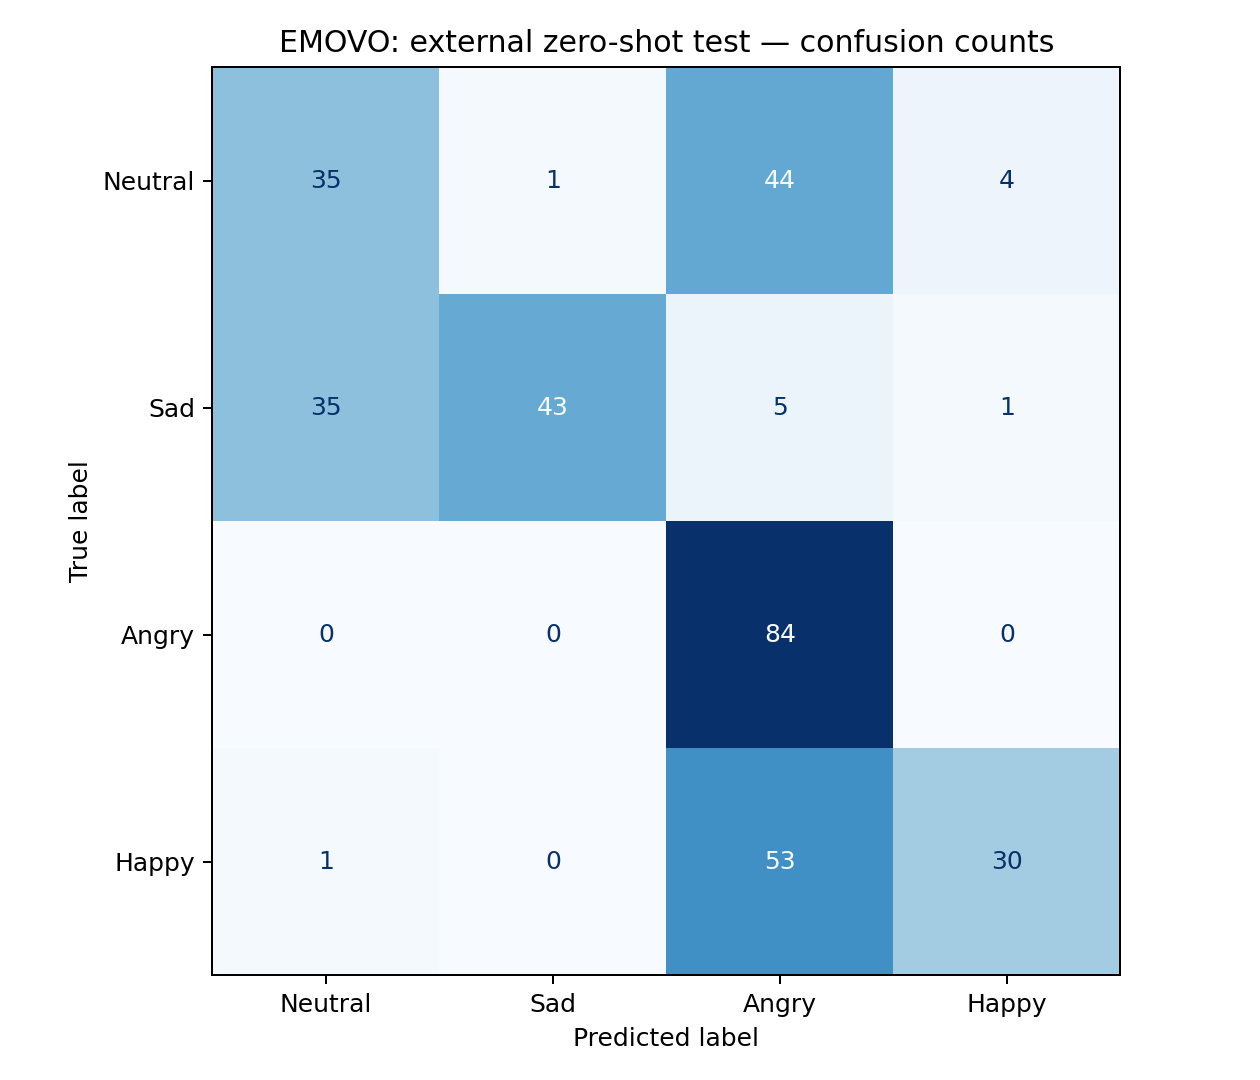 EMOVO: external zero-shot test — confusion counts
Neutral 35 1 44 4
Sad 35 43 5 1
True label
Angry 0 0 84 0
Happy 1 0 53 30
Neutral Sad Angry Happy
Predicted label